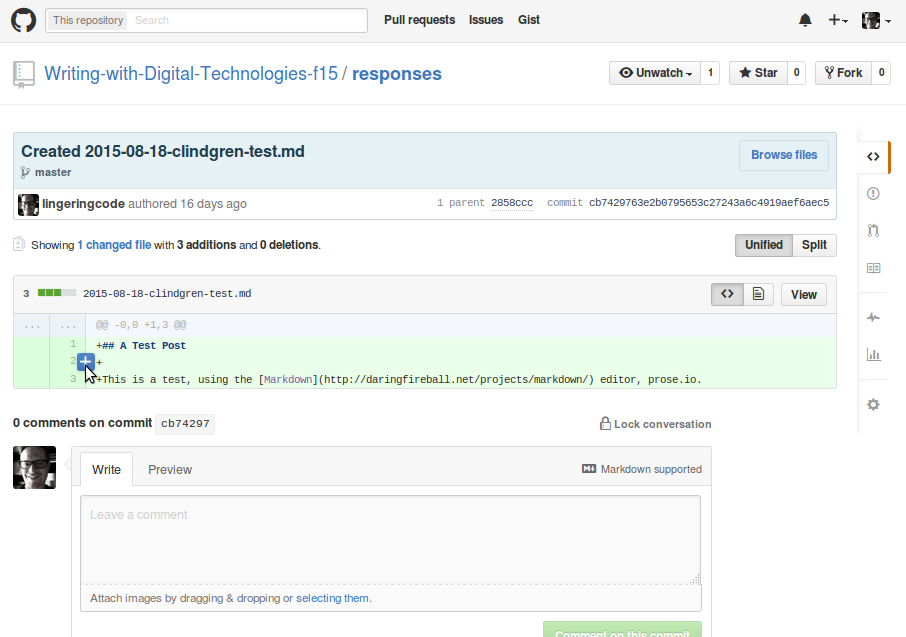 This repository Search Pull requests Issues Gist
Writing-with-Digital-Technologies-f15 / responses Unwatch 1 Star 0 Fork 0
Created 2015-08-18-clindgren-test.md Browse files
master
lingeringcode authored 16 days ago 1 parent 2858ccc commit cb7429763e2b0795653c27243a6c4919aef6aec5
Showing 1 changed file with 3 additions and 0 deletions. Unified Split
3 2015-08-18-clindgren-test.md <> View
... ... @@ -0,0 +1,3 @@
1 +## A Test Post
2 +
3 +This is a test, using the [Markdown](http://daringfireball.net/projects/markdown/) editor, prose.io.
0 comments on commit cb74297 Lock conversation
Write Preview Markdown supported
Leave a comment
Attach images by dragging & dropping or selecting them.
Comment on this commit